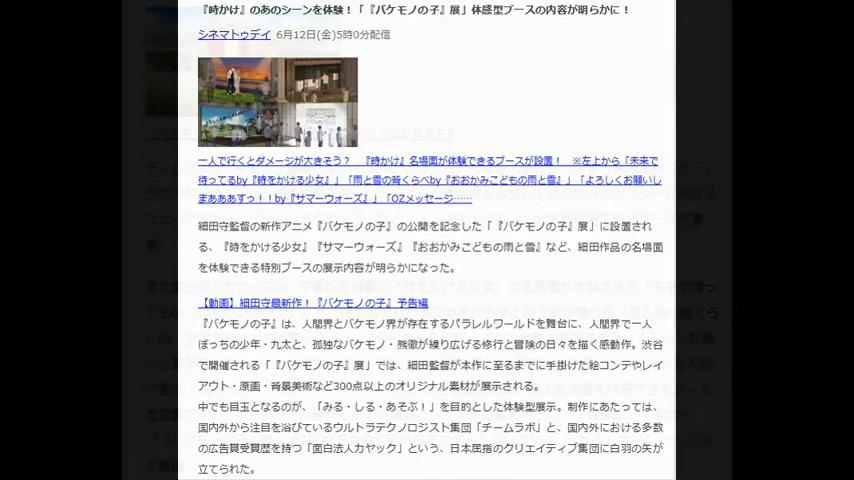 『時かけ』のあのシーンを体験！「『バケモノの子』展」体感型ブースの内容が明らかに！
シネマトゥデイ 6月12日(金)5時0分配信
一人で行くとダメージが大きそう？ 『時かけ』名場面が体験できるブースが設置！ ※左上から「未来で
待ってるby『時をかける少女』」「雨と雪の背くらべby『おおかみこどもの雨と雪』」「よろしくお願いし
まあああすっ！！by『サマーウォーズ』」「OZメッセージ……
細田守監督の新作アニメ『バケモノの子』の公開を記念した「『バケモノの子』展」に設置され
る、『時をかける少女』『サマーウォーズ』『おおかみこどもの雨と雪』など、細田作品の名場面
を体験できる特別ブースの展示内容が明らかになった。
【動画】細田守最新作！『バケモノの子』予告編
『バケモノの子』は、人間界とバケモノ界が存在するパラレルワールドを舞台に、人間界で一人
ぼっちの少年・九太と、孤独なバケモノ・熊徹が繰り広げる修行と冒険の日々を描く感動作。渋谷
で開催される「『バケモノの子』展」では、細田監督が本作に至るまでに手掛けた絵コンテやレイ
アウト・原画・背景美術など300点以上のオリジナル素材が展示される。
中でも目玉となるのが、「みる・しる・あそぶ！」を目的とした体験型展示。制作にあたっては、
国内外から注目を浴びているウルトラテクノロジスト集団「チームラボ」と、国内外における多数
の広告賞受賞歴を持つ「面白法人カヤック」という、日本屈指のクリエイティブ集団に白羽の矢が
立てられた。